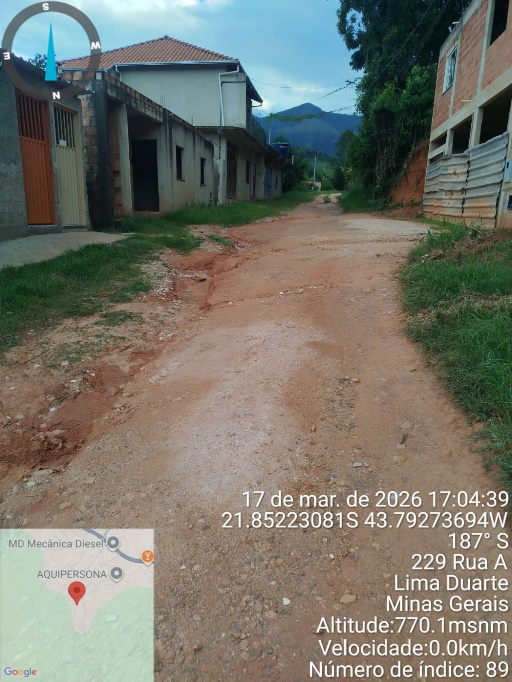 S
W
E
N
17 de mar. de 2026 17:04:39
21.85223081S 43.79273694W
187° S
229 Rua A
Lima Duarte
Minas Gerais
Altitude:770.1msnm
Velocidade:0.0km/h
Número de índice: 89
MD Mecânica Diesel
AQUIPERSONA
Google